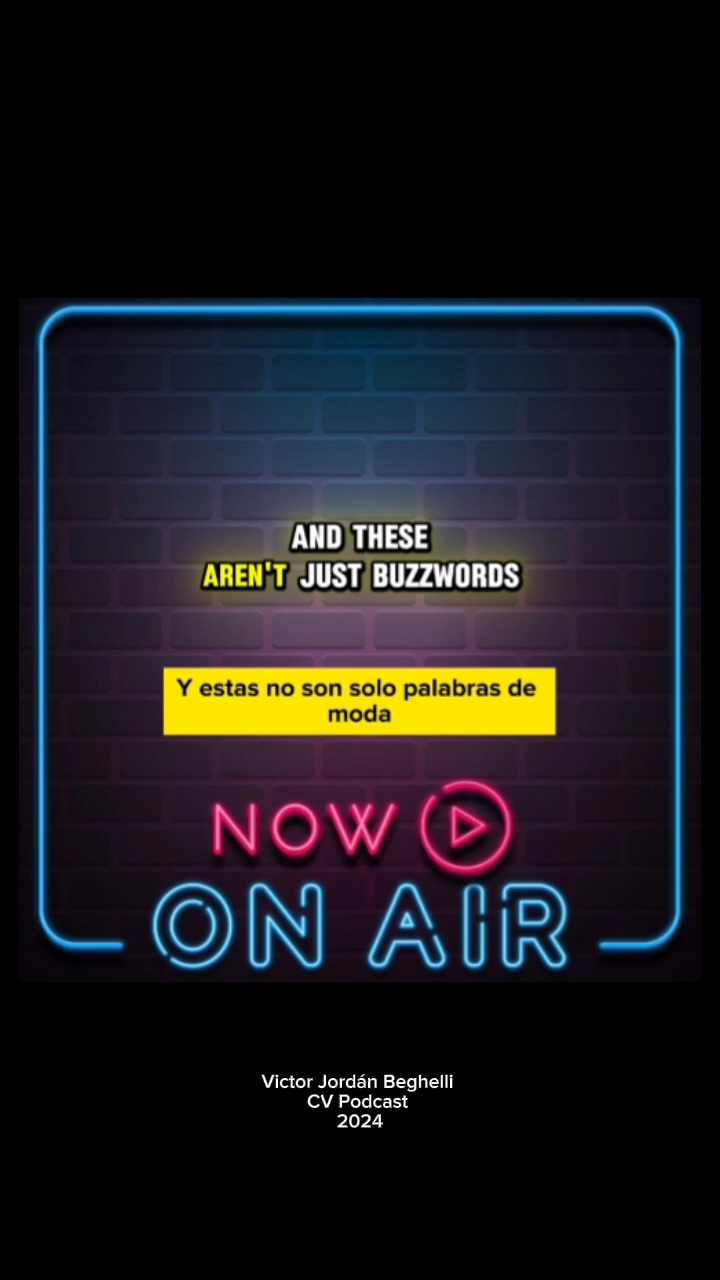 AND THESE
AREN'T JUST BUZZWORDS
Y estas no son solo palabras de
moda
NOW
ON AIR
Victor Jordán Beghelli
CV Podcast
2024